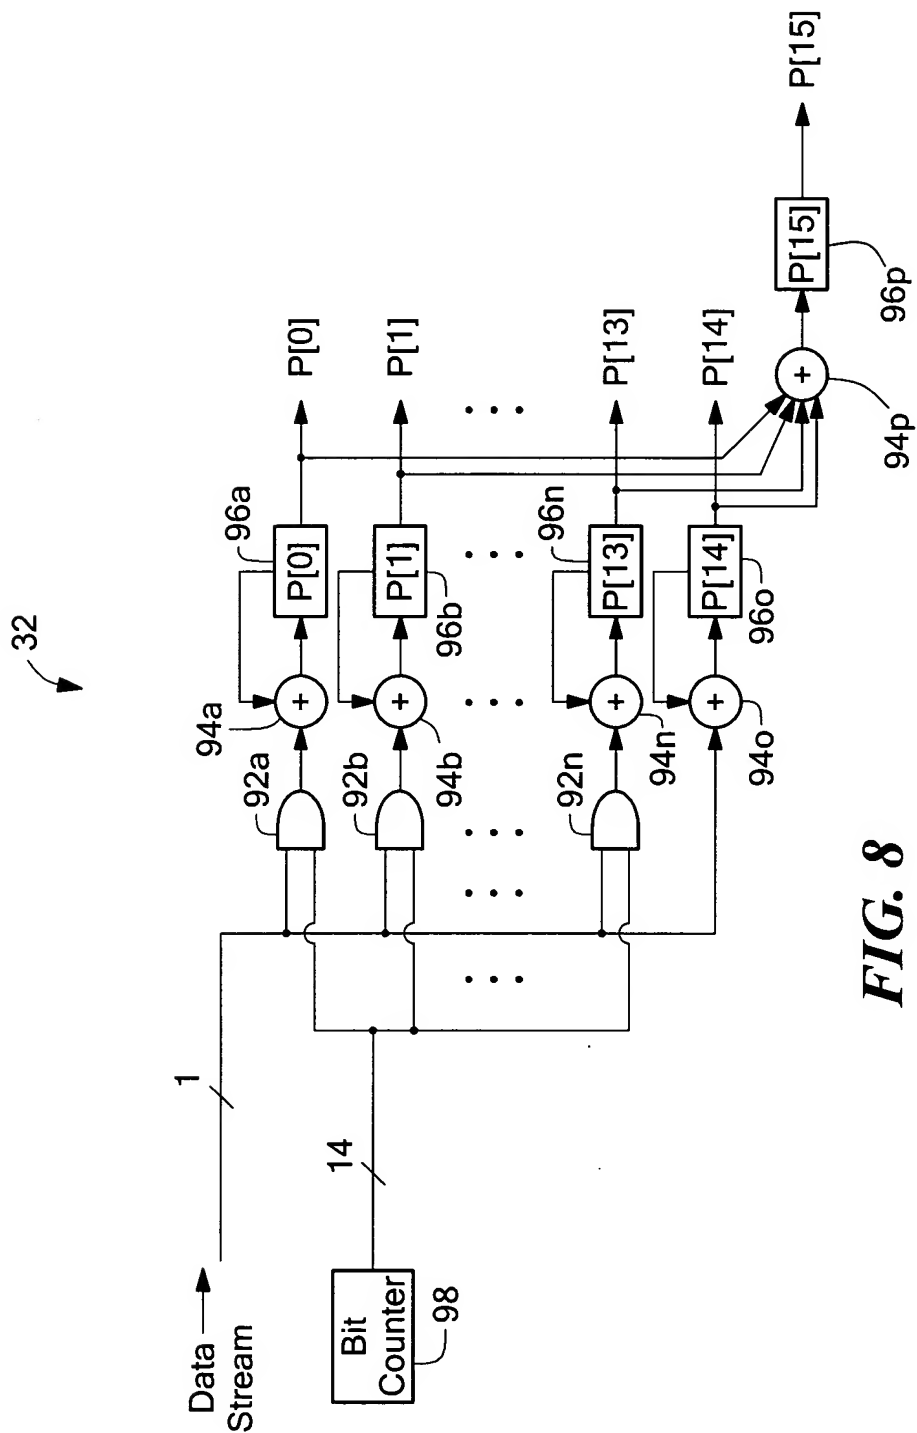 32
Data
Stream
1
Bit
Counter
98
14
92a
94a
96a
P[0]
P[0]
92b
94b
96b
P[1]
P[1]
92n
94n
96n
P[13]
P[13]
94o
96o
P[14]
P[14]
94p
96p
P[15]
P[15]
FIG. 8